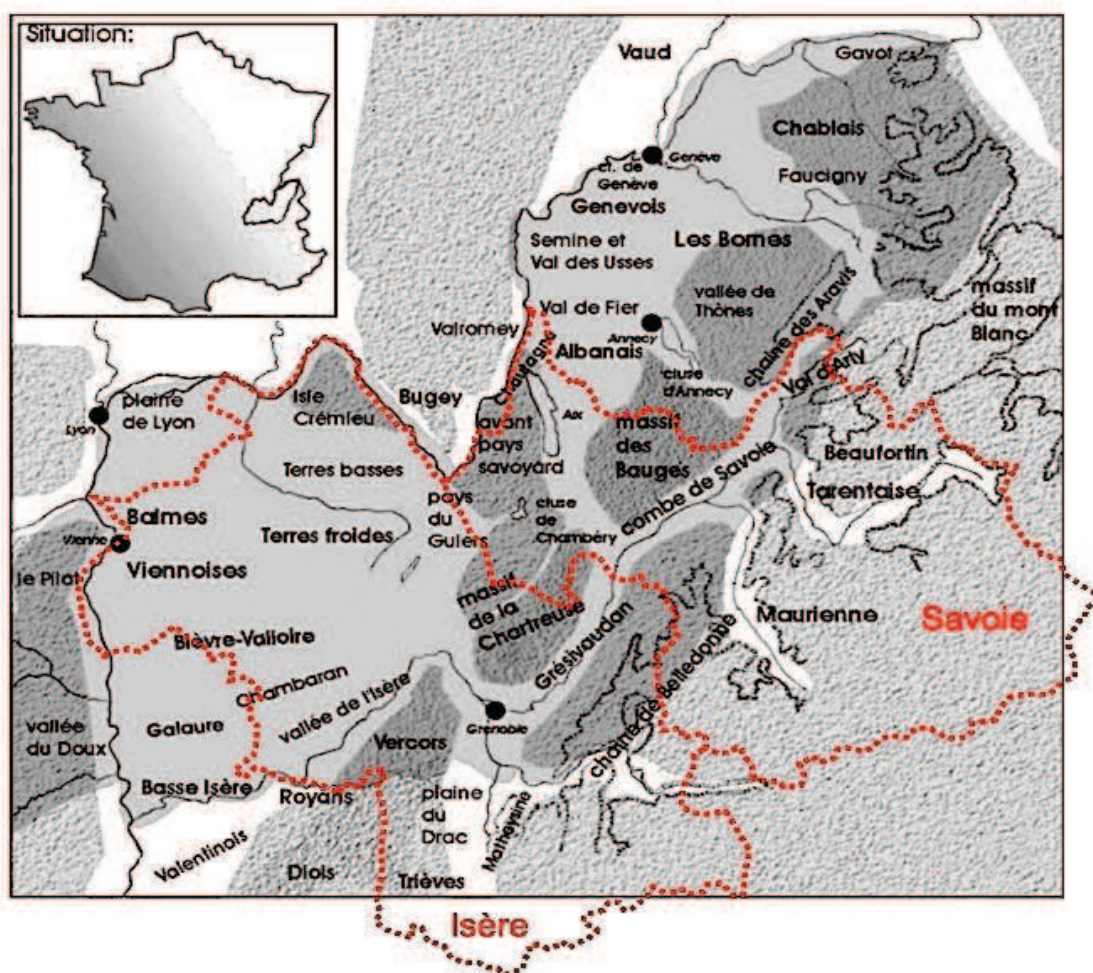 Situation:
Vaud
Gavot
Chablais
Genève
ct. de
Genève
Faucigny
Genevois
Les Bornes
Semine et
Val des Usses
vallée de
Thônes
chaîne des Aravis
massif
du mont
Blanc
Valromey
Val de Fier
Annecy
Albanais
Chautagne
cluse
d'Annecy
Val d'Arly
plaine
de Lyon
Lyon
Isle
Crémieu
Bugey
avant
pays
savoyard
Aix
massif
des
Bauges
Beaufortin
Terres basses
combe de Savoie
Tarentaise
pays
du
Guiers
cluse
de
Chambéry
Balmes
Viennoises
Vienne
Terres froides
le Pilat
massif
de la
Chartreuse
Maurienne
Savoie
Bièvre-Valloire
Grésivaudan
chaîne de Belledonne
Chambaran
vallée de l'Isère
Galaure
Grenoble
vallée
du Doux
Vercors
Basse Isère
Royans
plaine
du
Drac
Matheysine
Valentinois
Diois
Trièves
Isère